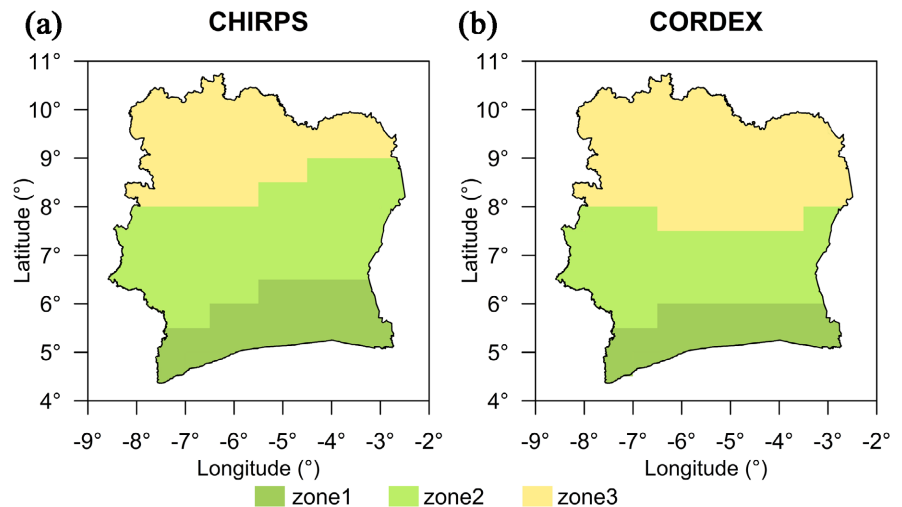 (a) CHIRPS (b) CORDEX
11° 11°
10° 10°
9° 9°
8° 8°
7° 7°
6° 6°
5° 5°
4° 4°
Latitude (°) Latitude (°)
-9° -8° -7° -6° -5° -4° -3° -2° -9° -8° -7° -6° -5° -4° -3° -2°
Longitude (°) Longitude (°)
zone1 zone2 zone3